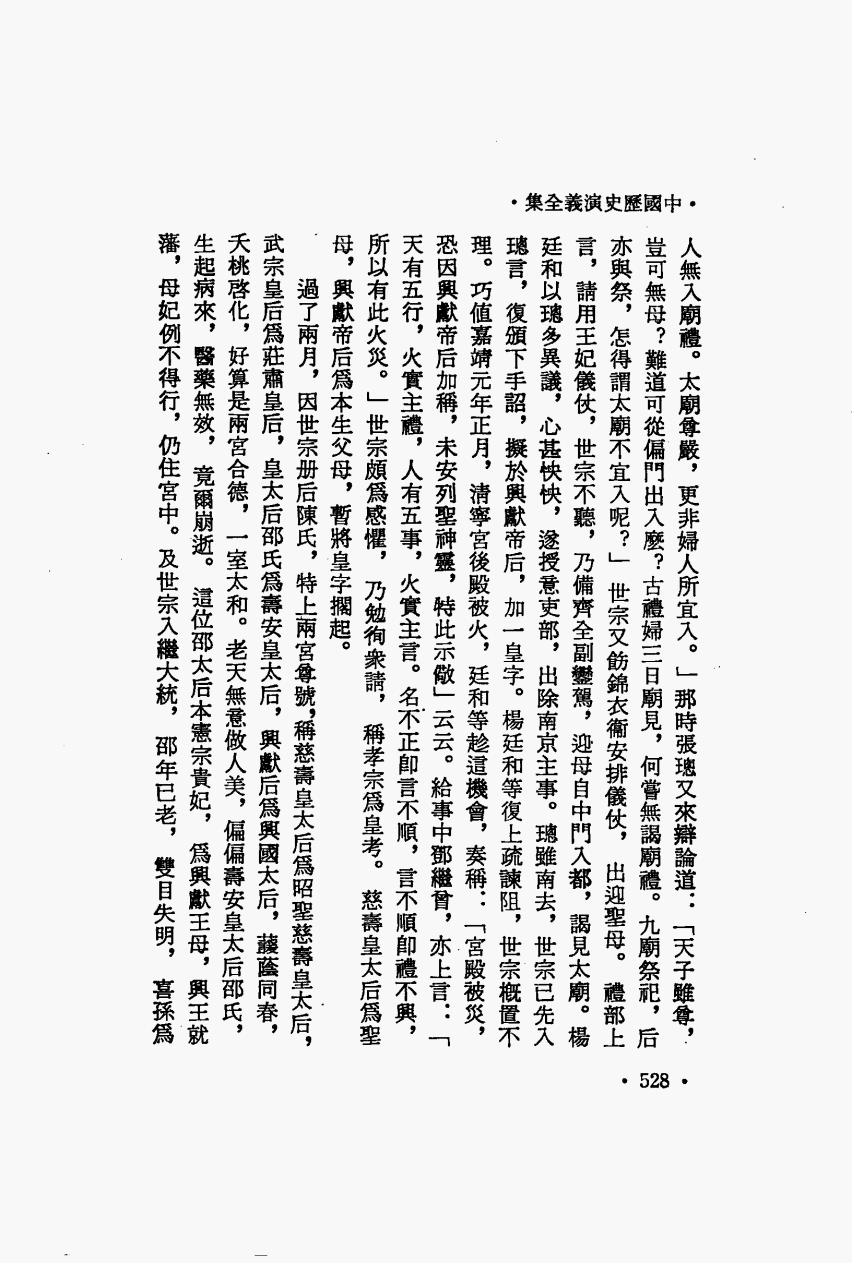 •中國歷史演義全集•
人無入廟禮。太廟尊嚴，更非婦人所宜入。」那時張璁又來辯論道：「天子雖尊，
豈可無母？難道可從偏門出入麼？古禮婦三日廟見，何嘗無謁廟禮。九廟祭祀，后
亦與祭，怎得謂太廟不宜入呢？」世宗又飭錦衣衞安排儀仗，出迎聖母。禮部上
言，請用王妃儀仗，世宗不聽，乃備齊全副鑾駕，迎母自中門入都，謁見太廟。楊
廷和以璁多異議，心甚怏怏，遂授意吏部，出除南京主事。璁雖南去，世宗已先入
璁言，復頒下手詔，擬於興獻帝后，加一皇字。楊廷和等復上疏諫阻，世宗槪置不
理。巧值嘉靖元年正月，清寧宮後殿被火，廷和等趁這機會，奏稱：「宮殿被災，
恐因興獻帝后加稱，未安列聖神靈，特此示儆」云云。給事中鄧繼曾，亦上言：「
天有五行，火實主禮，人有五事，火實主言。名不正卽言不順，言不順卽禮不興，
所以有此火災。」世宗頗爲感懼，乃勉徇衆請，稱孝宗爲皇考。慈壽皇太后爲聖
母，興獻帝后爲本生父母，暫將皇字擱起。
過了兩月，因世宗册后陳氏，特上兩宮尊號，稱慈壽皇太后爲昭聖慈壽皇太后，
武宗皇后爲莊肅皇后，皇太后邵氏爲壽安皇太后，興獻后爲興國太后，護蔭同春，
夭桃啓化，好算是兩宮合德，一室太和。老天無意做人美，偏偏壽安皇太后邵氏，
生起病來，醫藥無效，竟爾崩逝。這位邵太后本憲宗貴妃，爲興獻王母，興王就
藩，母妃例不得行，仍住宮中。及世宗入繼大統，邵年已老，雙目失明，喜孫爲
•528•